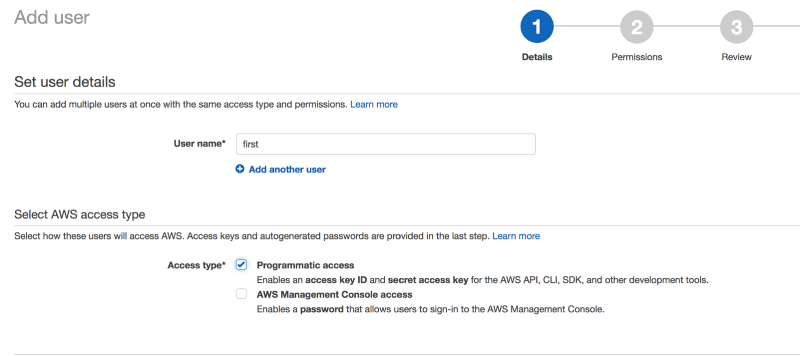 Add user
1 2 3
Details Permissions Review
Set user details
You can add multiple users at once with the same access type and permissions. Learn more
User name* first
Add another user
Select AWS access type
Select how these users will access AWS. Access keys and autogenerated passwords are provided in the last step. Learn more
Access type* Programmatic access
Enables an access key ID and secret access key for the AWS API, CLI, SDK, and other development tools.
AWS Management Console access
Enables a password that allows users to sign-in to the AWS Management Console.